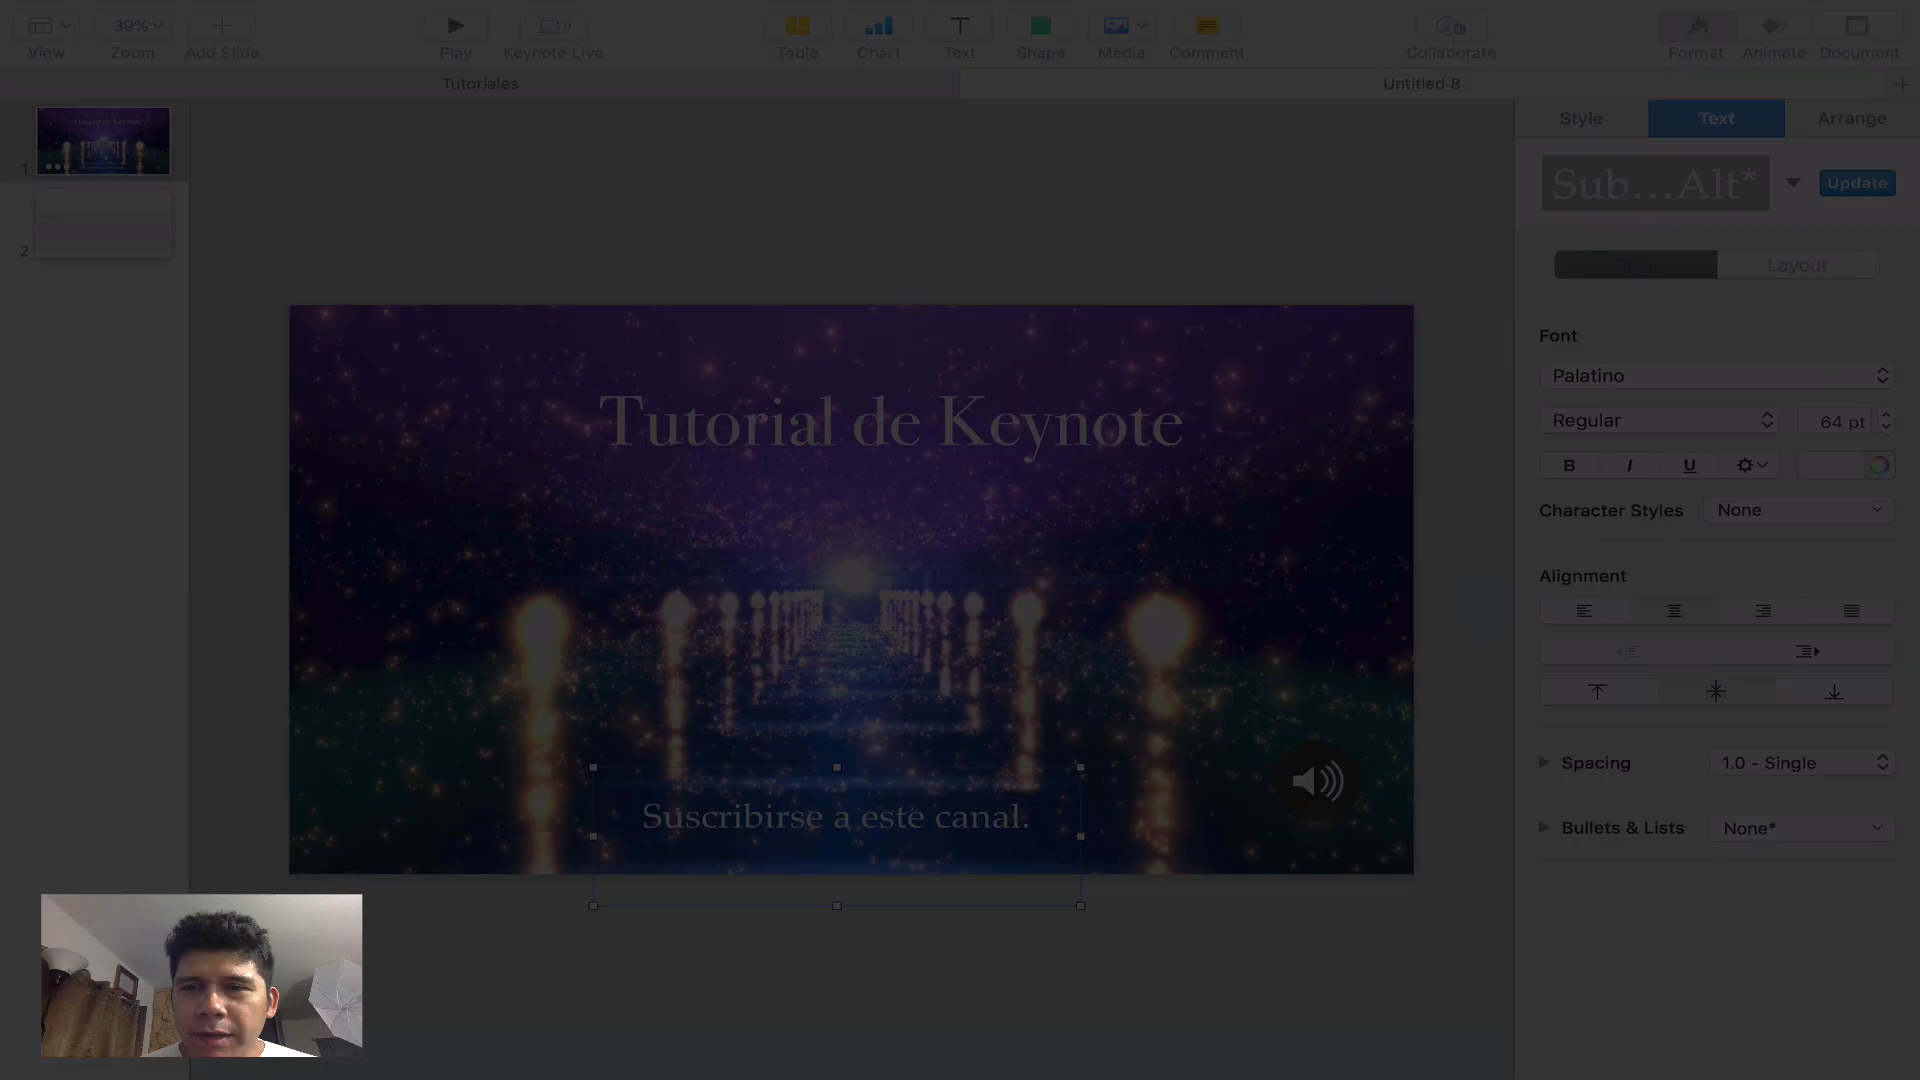 39%
View
Zoom
Add Slide
Play
Keynote Live
Table
Chart
Text
Shape
Media
Comment
Collaborate
Format
Animate
Document
Tutoriales
Untitled 8
1
2
Tutorial de Keynote
Suscribirse a este canal.
Style
Text
Arrange
Sub...Alt*
Update
Layout
Font
Palatino
Regular
64 pt
B
I
U
Character Styles
None
Alignment
Spacing
1.0 - Single
Bullets & Lists
None*